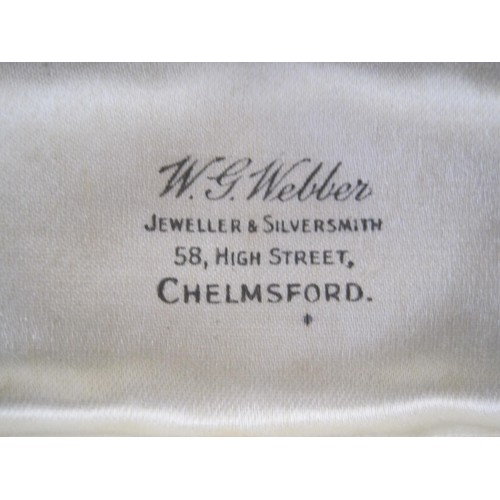 W. G. Webber
JEWELLER & SILVERSMITH
58, HIGH STREET,
CHELMSFORD.